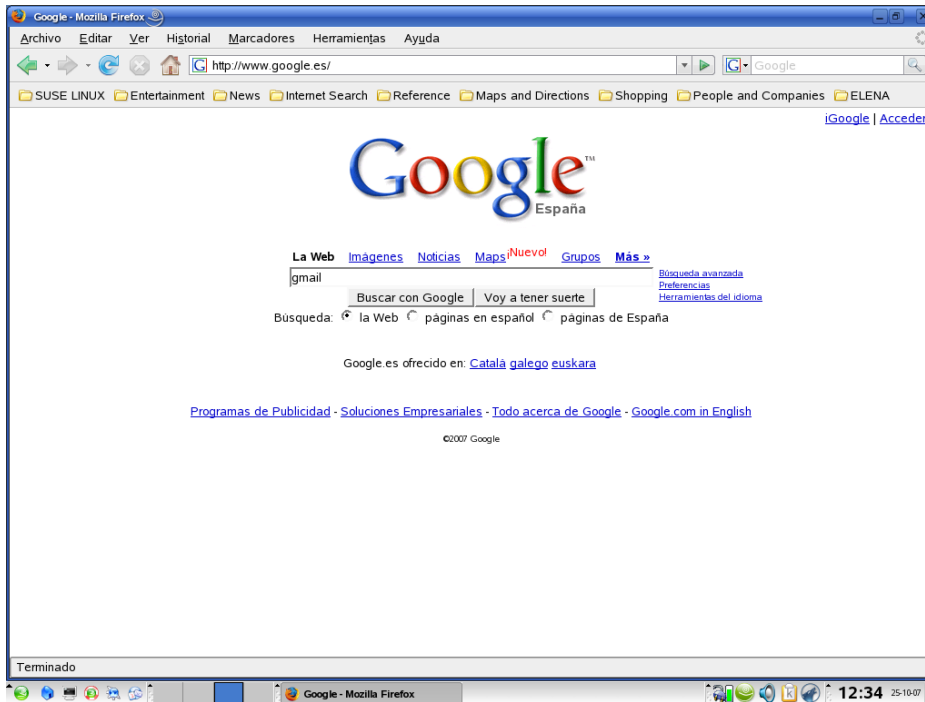 Google - Mozilla Firefox
Archivo Editar Ver Historial Marcadores Herramientas Ayuda
G http://www.google.es/ G Google
SUSE LINUX Entertainment News Internet Search Reference Maps and Directions Shopping People and Companies ELENA
iGoogle | Acceder
Google™
España
La Web Imágenes Noticias Maps ¡Nuevo! Grupos Más »
gmail
Búsqueda avanzada
Preferencias
Herramientas del idioma
Buscar con Google Voy a tener suerte
Búsqueda: la Web páginas en español páginas de España
Google.es ofrecido en: Català galego euskara
Programas de Publicidad - Soluciones Empresariales - Todo acerca de Google - Google.com in English
©2007 Google
Terminado
Google - Mozilla Firefox 12:34 25-10-07